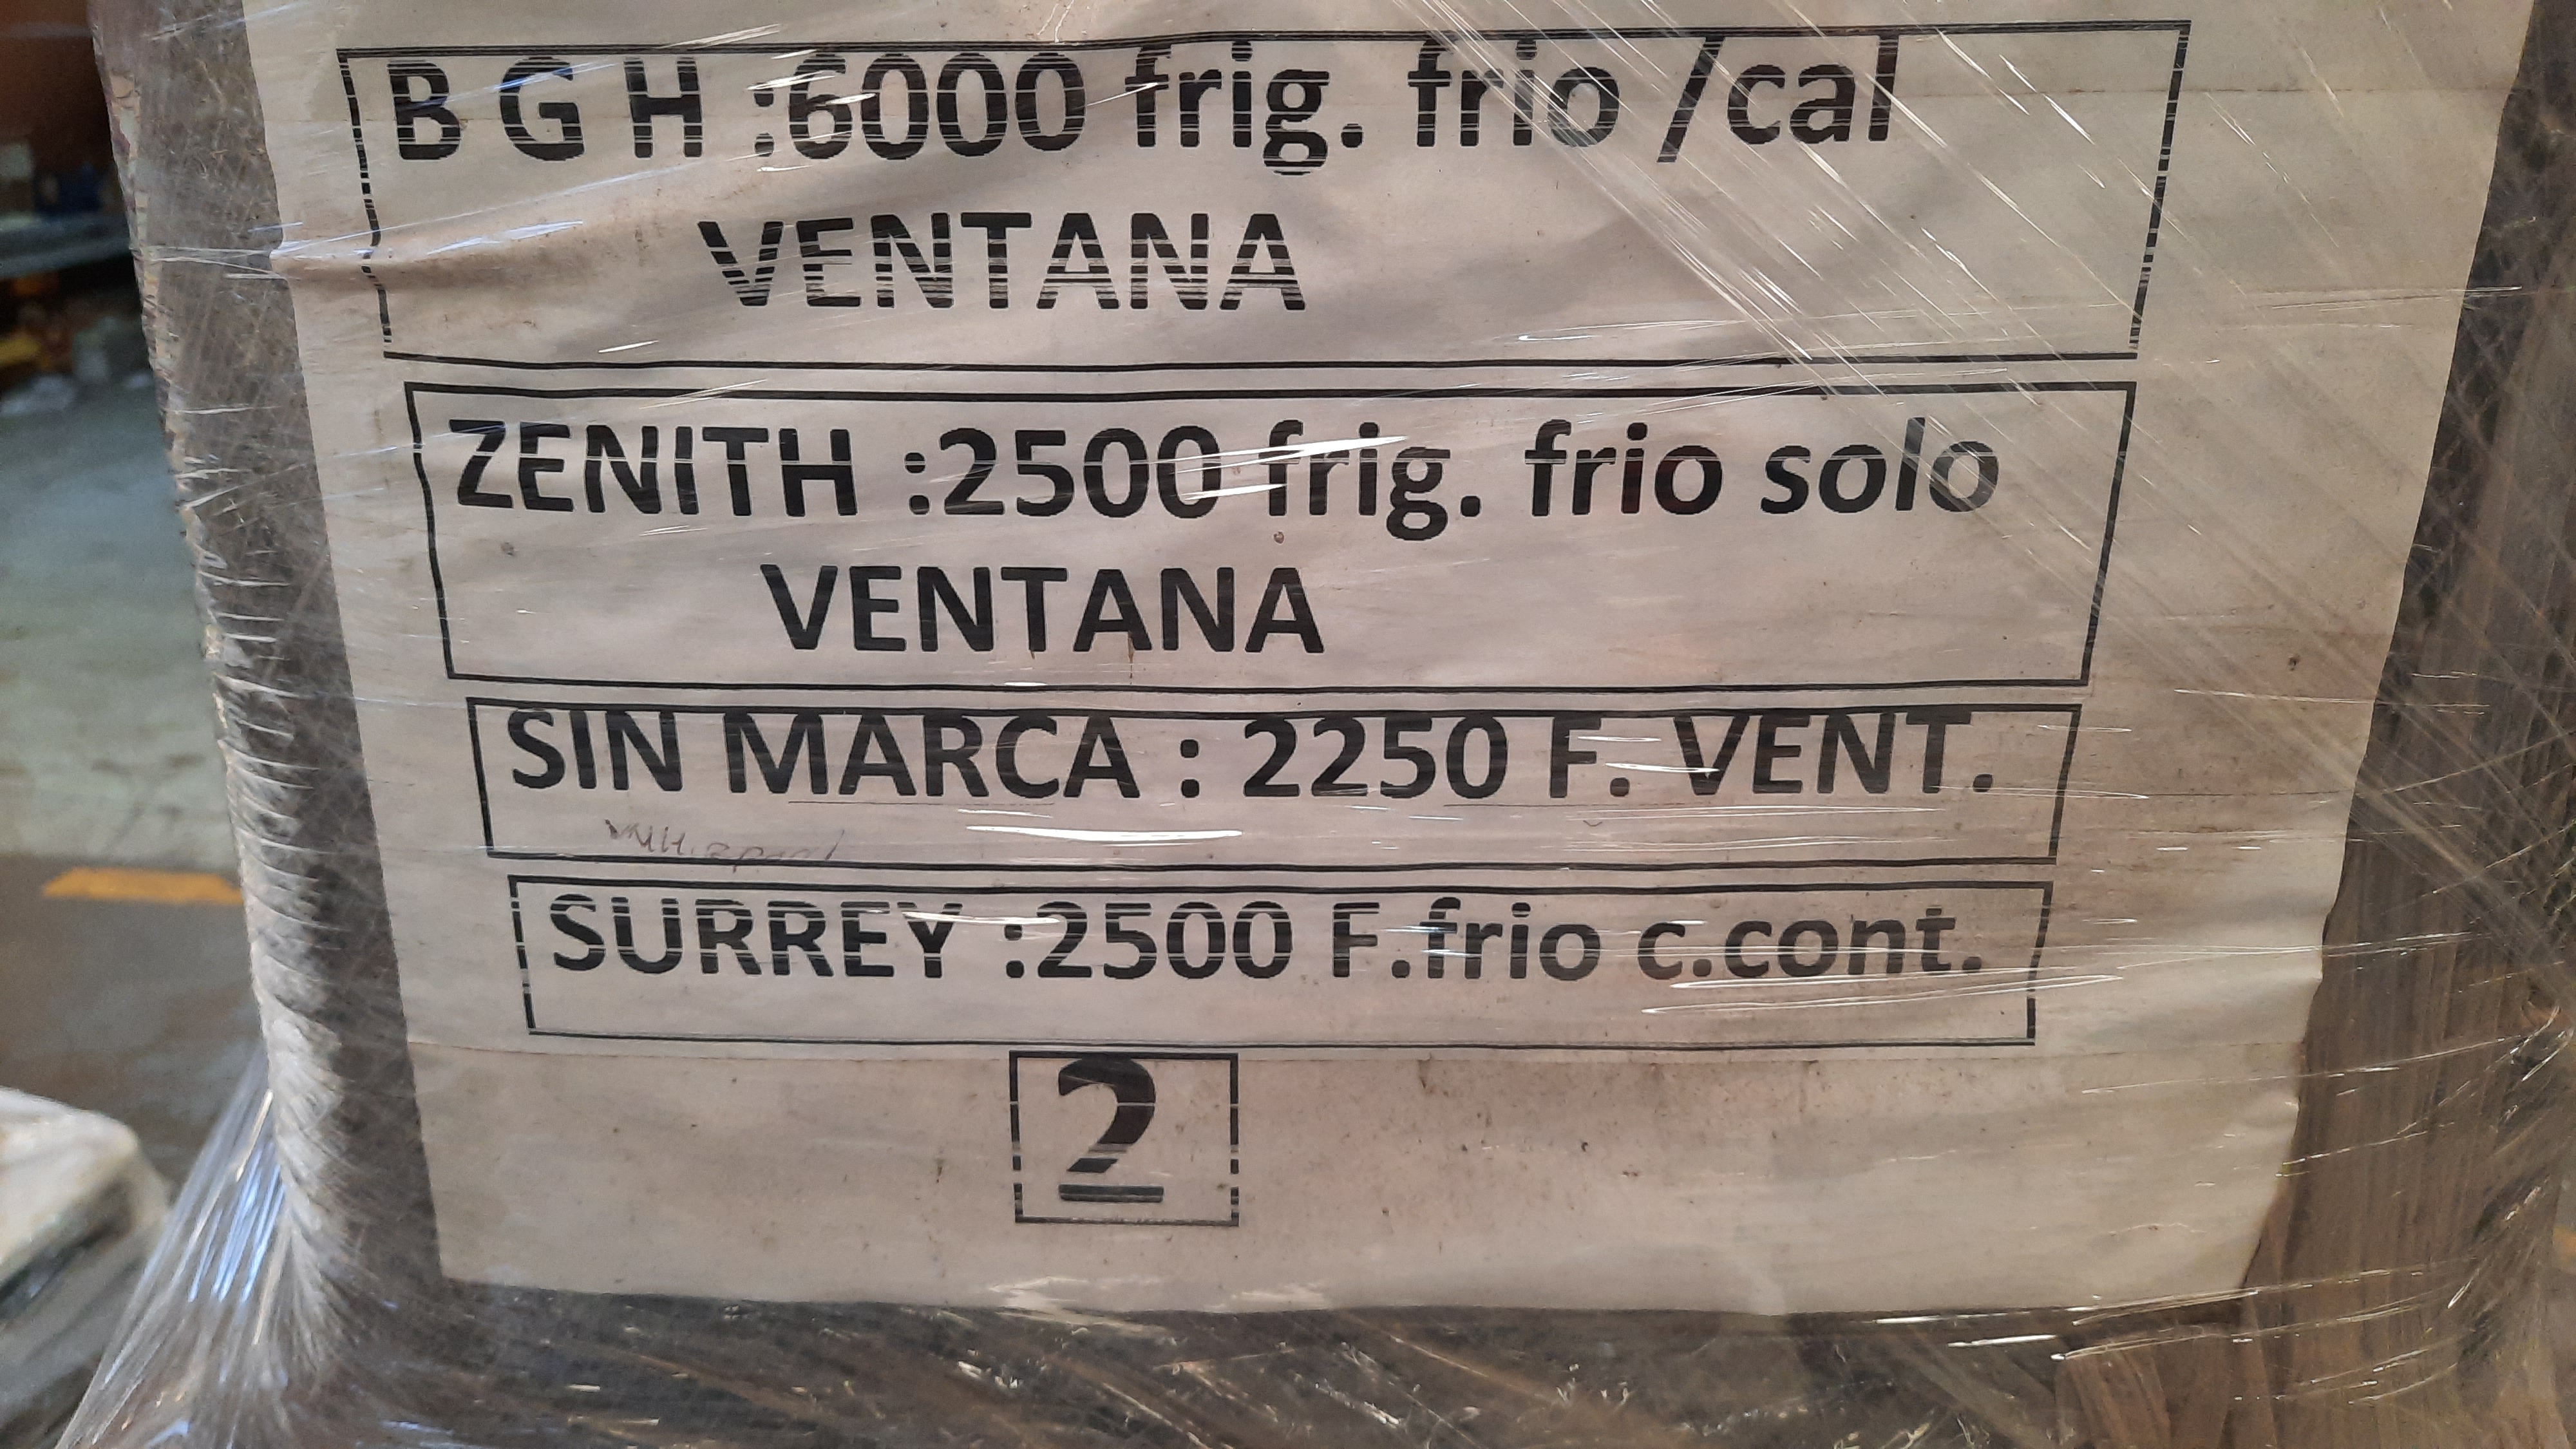 B G H :6000 frig. frio /cal
VENTANA
ZENITH :2500 frig. frio solo
VENTANA
SIN MARCA : 2250 F. VENT.
SURREY :2500 F.frio c.cont.
2